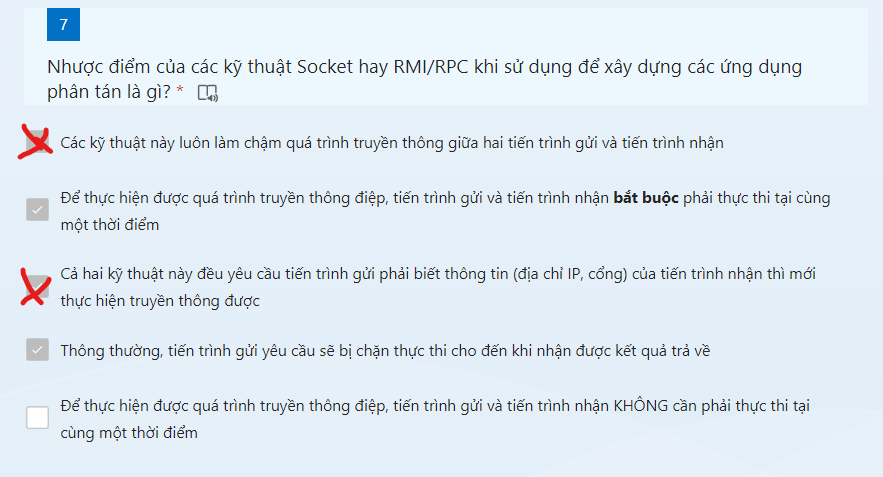 7
Nhược điểm của các kỹ thuật Socket hay RMI/RPC khi sử dụng để xây dựng các ứng dụng
phân tán là gì? *
Các kỹ thuật này luôn làm chậm quá trình truyền thông giữa hai tiến trình gửi và tiến trình nhận
Để thực hiện được quá trình truyền thông điệp, tiến trình gửi và tiến trình nhận bắt buộc phải thực thi tại cùng
một thời điểm
Cả hai kỹ thuật này đều yêu cầu tiến trình gửi phải biết thông tin (địa chỉ IP, cổng) của tiến trình nhận thì mới
thực hiện truyền thông được
Thông thường, tiến trình gửi yêu cầu sẽ bị chặn thực thi cho đến khi nhận được kết quả trả về
Để thực hiện được quá trình truyền thông điệp, tiến trình gửi và tiến trình nhận KHÔNG cần phải thực thi tại
cùng một thời điểm